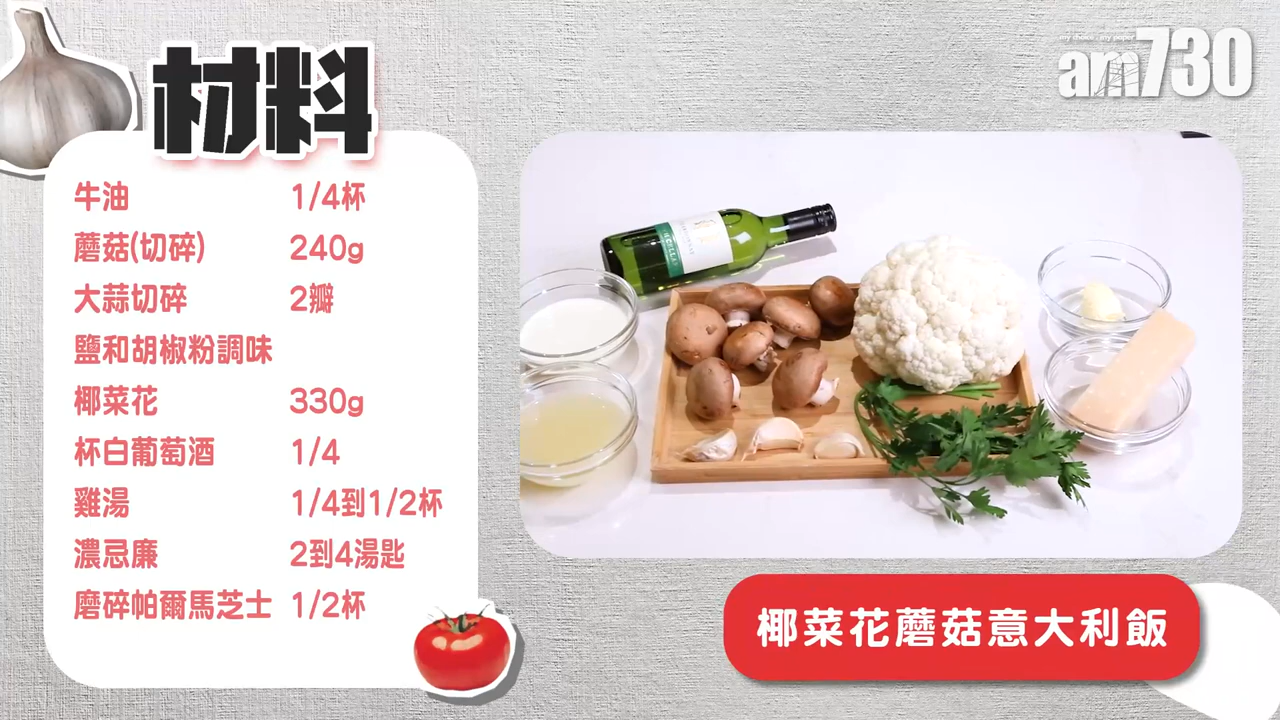 材料
牛油 1/4杯
蘑菇(切碎) 240g
大蒜切碎 2瓣
鹽和胡椒粉調味
椰菜花 330g
杯白葡萄酒 1/4
雞湯 1/4到1/2杯
濃忌廉 2到4湯匙
磨碎帕爾馬芝士 1/2杯
am730
椰菜花蘑菇意大利飯